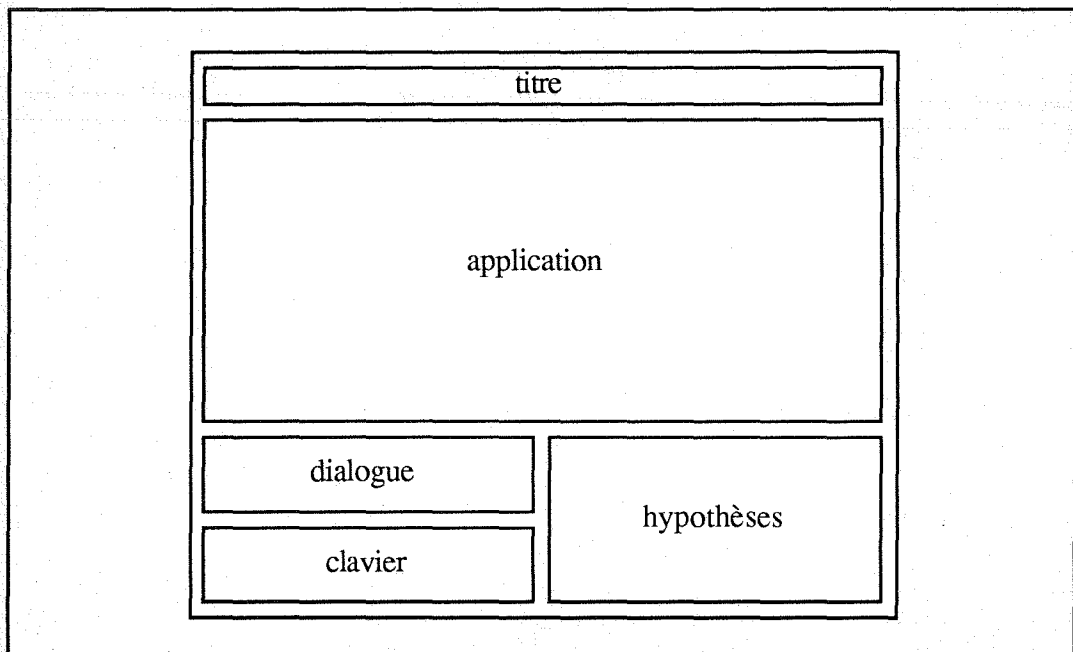 titre
application
dialogue
hypothèses
clavier